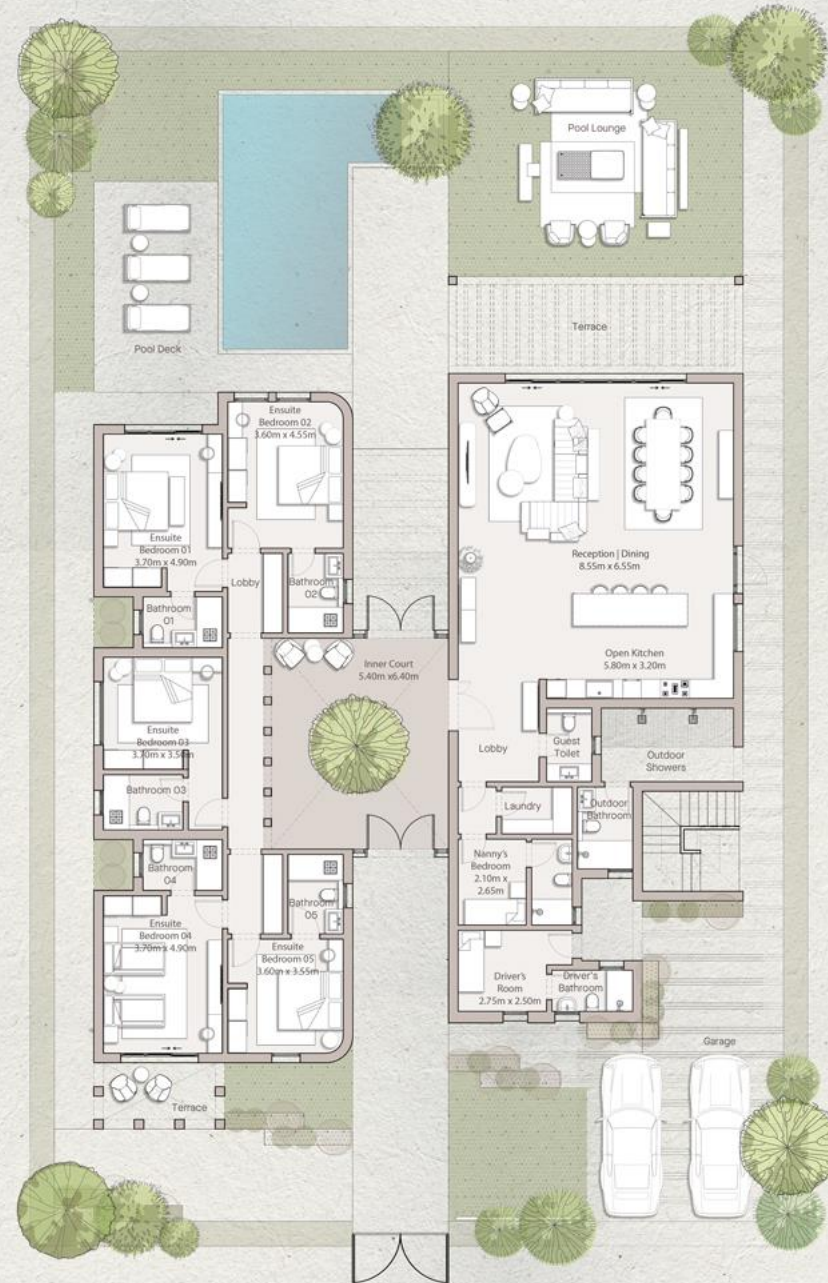 Pool Lounge
Terrace
Pool Deck
Ensuite
Bedroom 02
3.60m x 4.55m
Ensuite
Bedroom 01
3.70m x 4.90m
Lobby
Bathroom
02
Bathroom
01
Reception | Dining
8.55m x 6.55m
Open Kitchen
5.80m x 3.20m
Inner Court
5.40m x6.40m
Ensuite
Bedroom 03
3.70m x 3.50m
Bathroom 03
Lobby
Guest
Toilet
Outdoor
Showers
Laundry
Outdoor
Bathroom
Nanny's
Bedroom
2.10m x
2.65m
Bathroom
04
Bathroom
05
Ensuite
Bedroom 04
3.70m x 4.90m
Ensuite
Bedroom 05
3.60m x 3.55m
Driver's
Room
2.75m x 2.50m
Driver's
Bathroom
Garage
Terrace